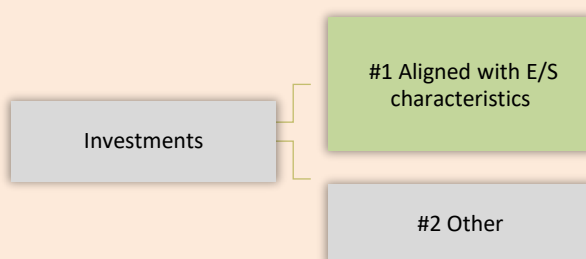 #1 Aligned with E/S
characteristics
Investments
#2 Other